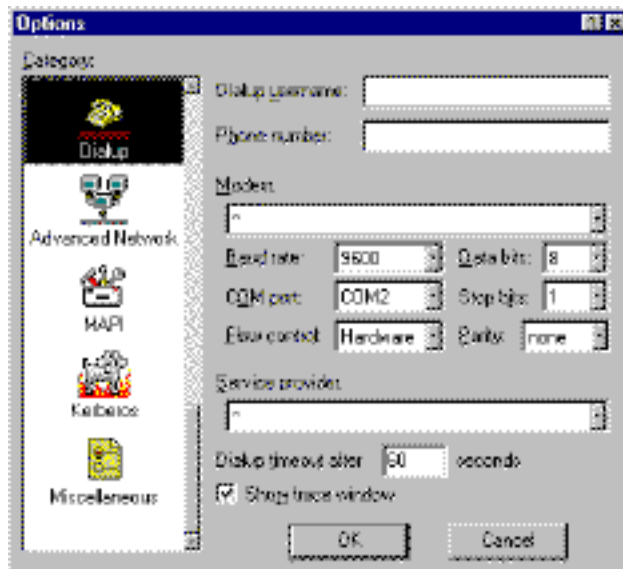 Options
Category:
Dialup
Advanced Network
MAPI
Kerberos
Miscellaneous
Dialup username:
Phone number:
Modem
Baud rate: 9600 Data bits: 8
COM port: COM2 Stop bits: 1
Flow control: Hardware Parity: none
Service provider
Dialup timeout after 60 seconds
Show trace window
OK Cancel